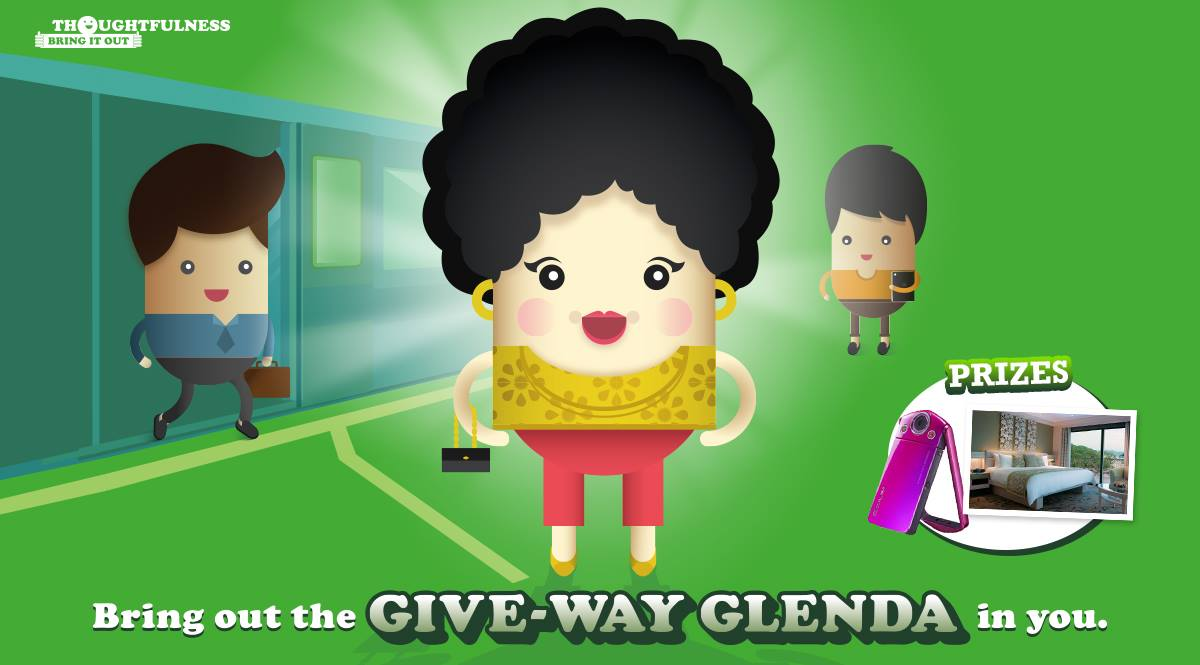 THOUGHTFULNESS
BRING IT OUT
PRIZES
Bring out the GIVE-WAY GLENDA in you.